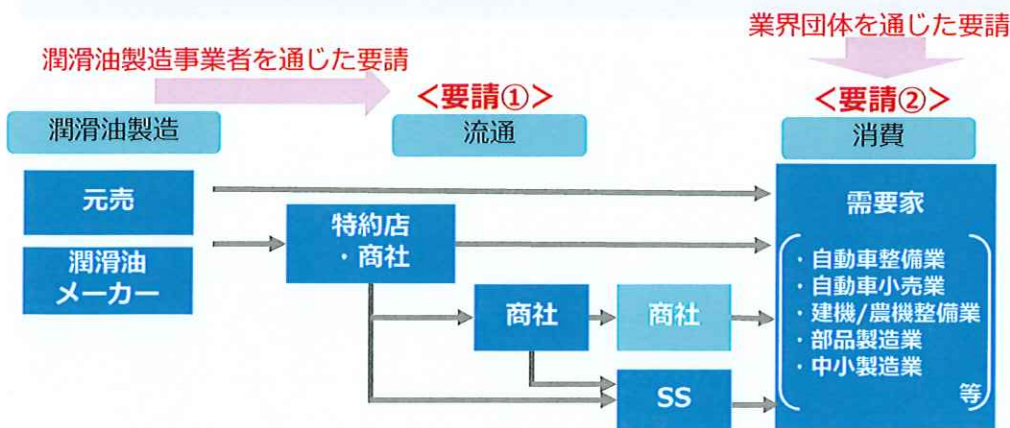 業界団体を通じた要請
潤滑油製造事業者を通じた要請
＜要請①＞
＜要請②＞
潤滑油製造
流通
消費
元売
潤滑油
メーカー
特約店
・商社
商社
商社
SS
需要家
・自動車整備業
・自動車小売業
・建機/農機整備業
・部品製造業
・中小製造業
等